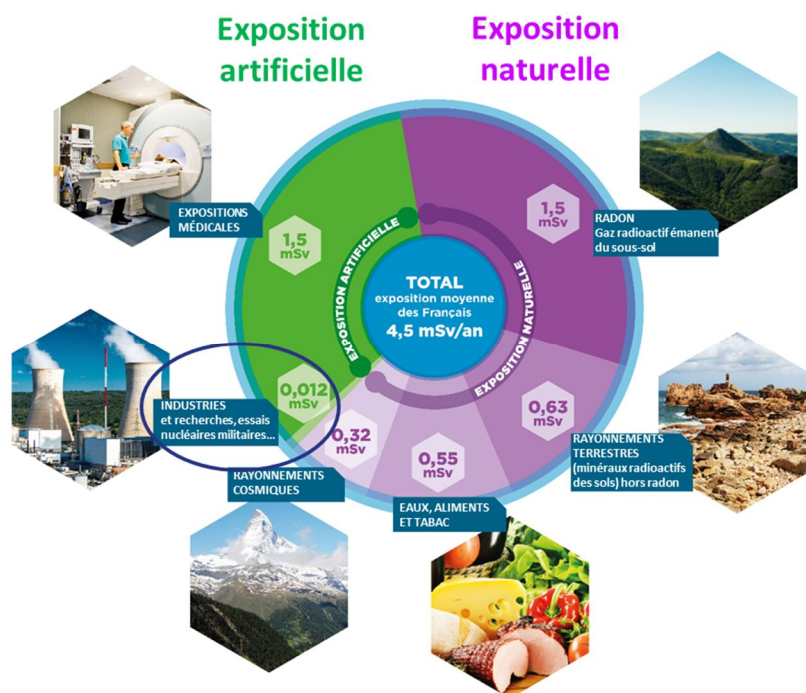 Exposition
artificielle
Exposition
naturelle
EXPOSITIONS
MÉDICALES
1,5
mSv
1,5
mSv
RADON
Gaz radioactif émanent
du sous-sol
EXPOSITION ARTIFICIELLE
EXPOSITION NATURELLE
TOTAL
exposition moyenne
des Français
4,5 mSv/an
INDUSTRIES
et recherches, essais
nucléaires militaires...
0,012
mSv
0,32
mSv
0,55
mSv
0,63
mSv
RAYONNEMENTS
TERRESTRES
(minéraux radioactifs
des sols) hors radon
RAYONNEMENTS
COSMIQUES
EAUX, ALIMENTS
ET TABAC